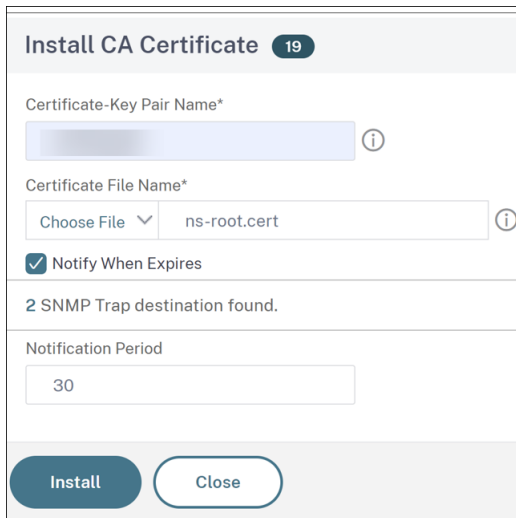 Install CA Certificate 19
Certificate-Key Pair Name*
Certificate File Name*
Choose File ns-root.cert
Notify When Expires
2 SNMP Trap destination found.
Notification Period
30
Install Close